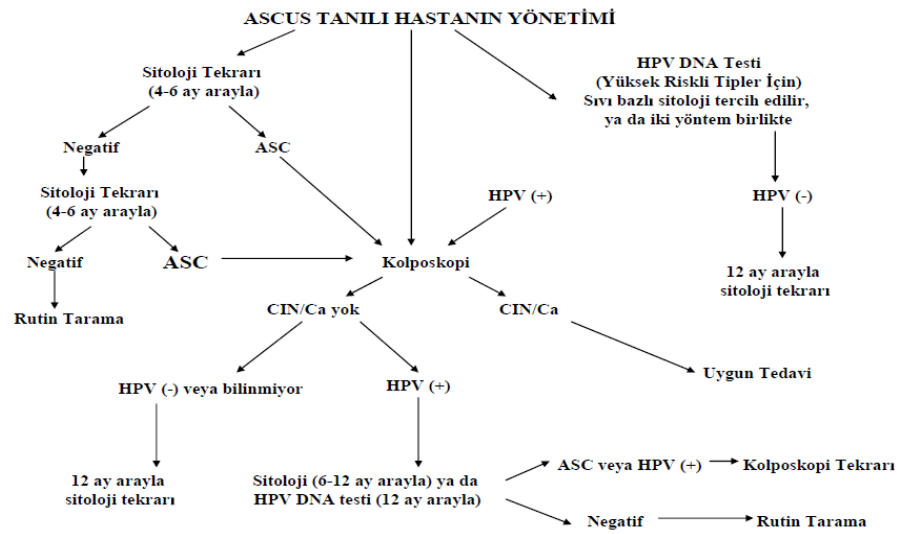 ASCUS TANILI HASTANIN YÖNETİMİ
Sitoloji Tekrarı
(4-6 ay arayla)
HPV DNA Testi
(Yüksek Riskli Tipler İçin)
Sıvı bazlı sitoloji tercih edilir,
ya da iki yöntem birlikte
Negatif
ASC
Sitoloji Tekrarı
(4-6 ay arayla)
HPV (+)
HPV (-)
Negatif
ASC
Kolposkopi
12 ay arayla
sitoloji tekrarı
Rutin Tarama
CIN/Ca yok
CIN/Ca
Uygun Tedavi
HPV (-) veya bilinmiyor
HPV (+)
12 ay arayla
sitoloji tekrarı
Sitoloji (6-12 ay arayla) ya da
HPV DNA testi (12 ay arayla)
ASC veya HPV (+)
Kolposkopi Tekrarı
Negatif
Rutin Tarama